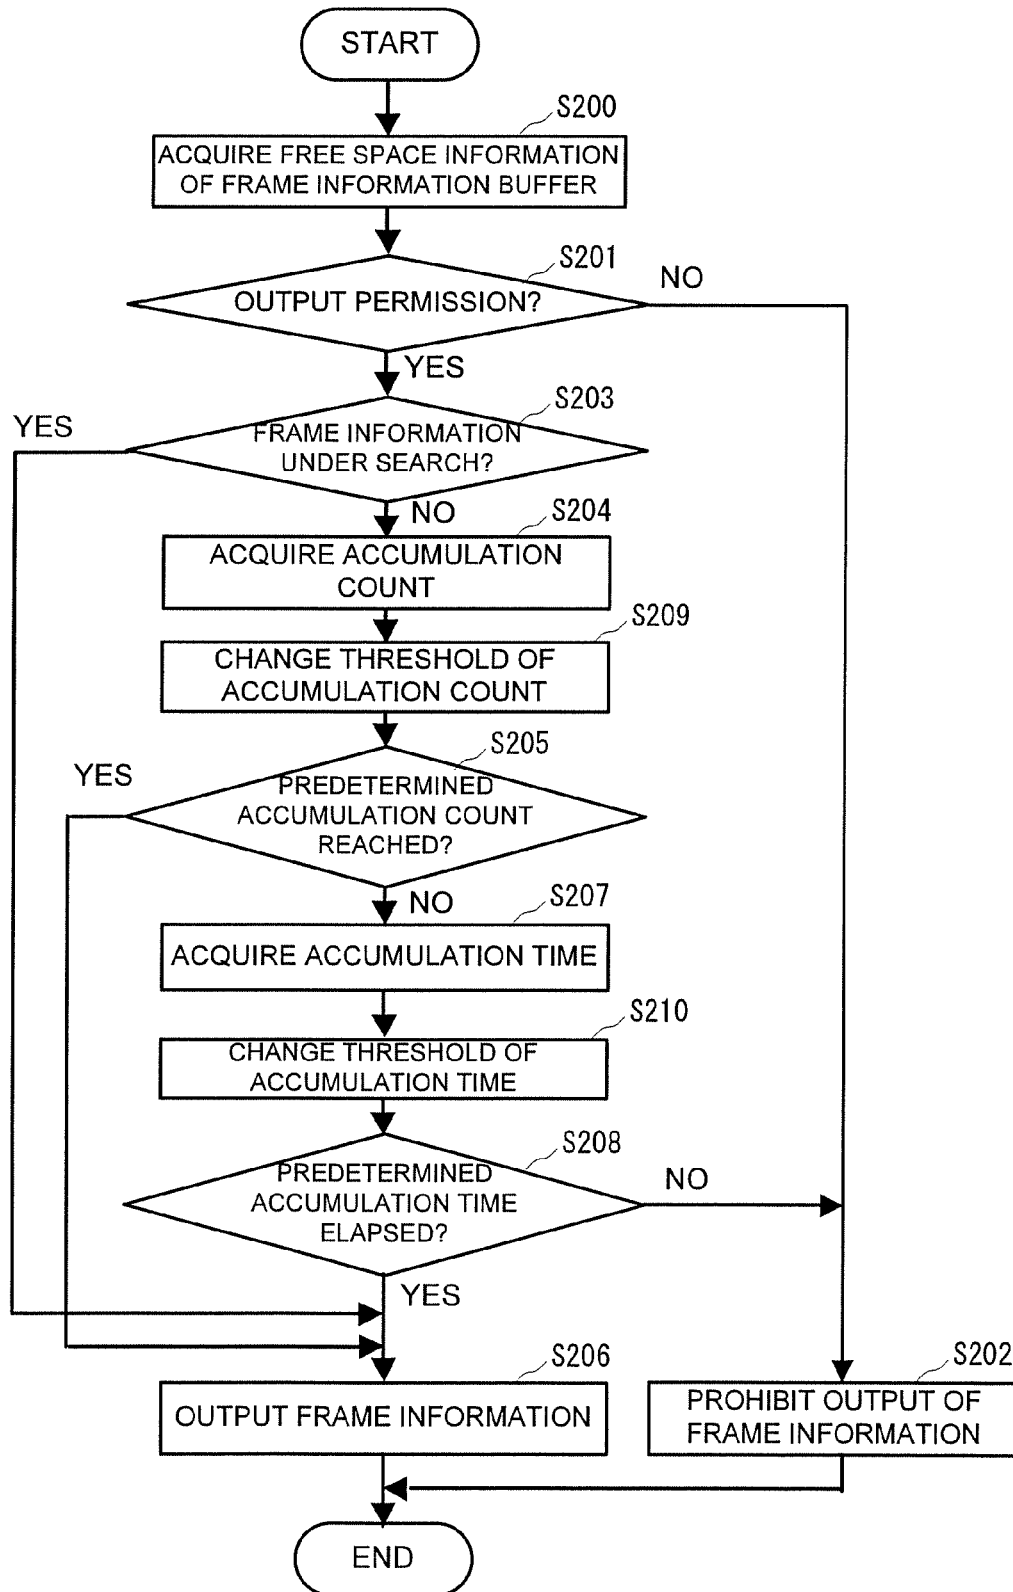 START
S200
ACQUIRE FREE SPACE INFORMATION
OF FRAME INFORMATION BUFFER
S201
OUTPUT PERMISSION?
NO
YES
S203
YES
FRAME INFORMATION
UNDER SEARCH?
NO
S204
ACQUIRE ACCUMULATION
COUNT
S209
CHANGE THRESHOLD OF
ACCUMULATION COUNT
S205
YES
PREDETERMINED
ACCUMULATION COUNT
REACHED?
NO
S207
ACQUIRE ACCUMULATION TIME
S210
CHANGE THRESHOLD OF
ACCUMULATION TIME
S208
PREDETERMINED
ACCUMULATION TIME
ELAPSED?
NO
YES
S206
OUTPUT FRAME INFORMATION
S202
PROHIBIT OUTPUT OF
FRAME INFORMATION
END